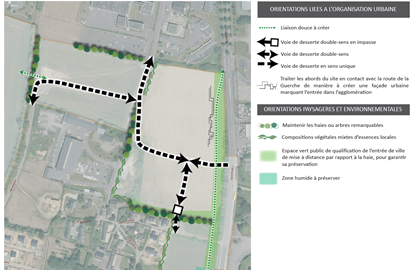 ORIENTATIONS LIEES A L'ORGANISATION URBAINE
Liaison douce à créer
Voie de desserte double-sens en impasse
Voie de desserte double-sens
Voie de desserte en sens unique
Traiter les abords du site en contact avec la route de la
Guerche de manière à créer une façade urbaine
marquant l'entrée dans l'agglomération
ORIENTATIONS PAYSAGERES ET ENVIRONNEMENTALES
Maintenir les haies ou arbres remarquables
Compositions végétales mixtes d'essences locales
Espace vert public de qualification de l'entrée de ville
de mise à distance par rapport à la haie, pour garantir
sa préservation
Zone humide à préserver